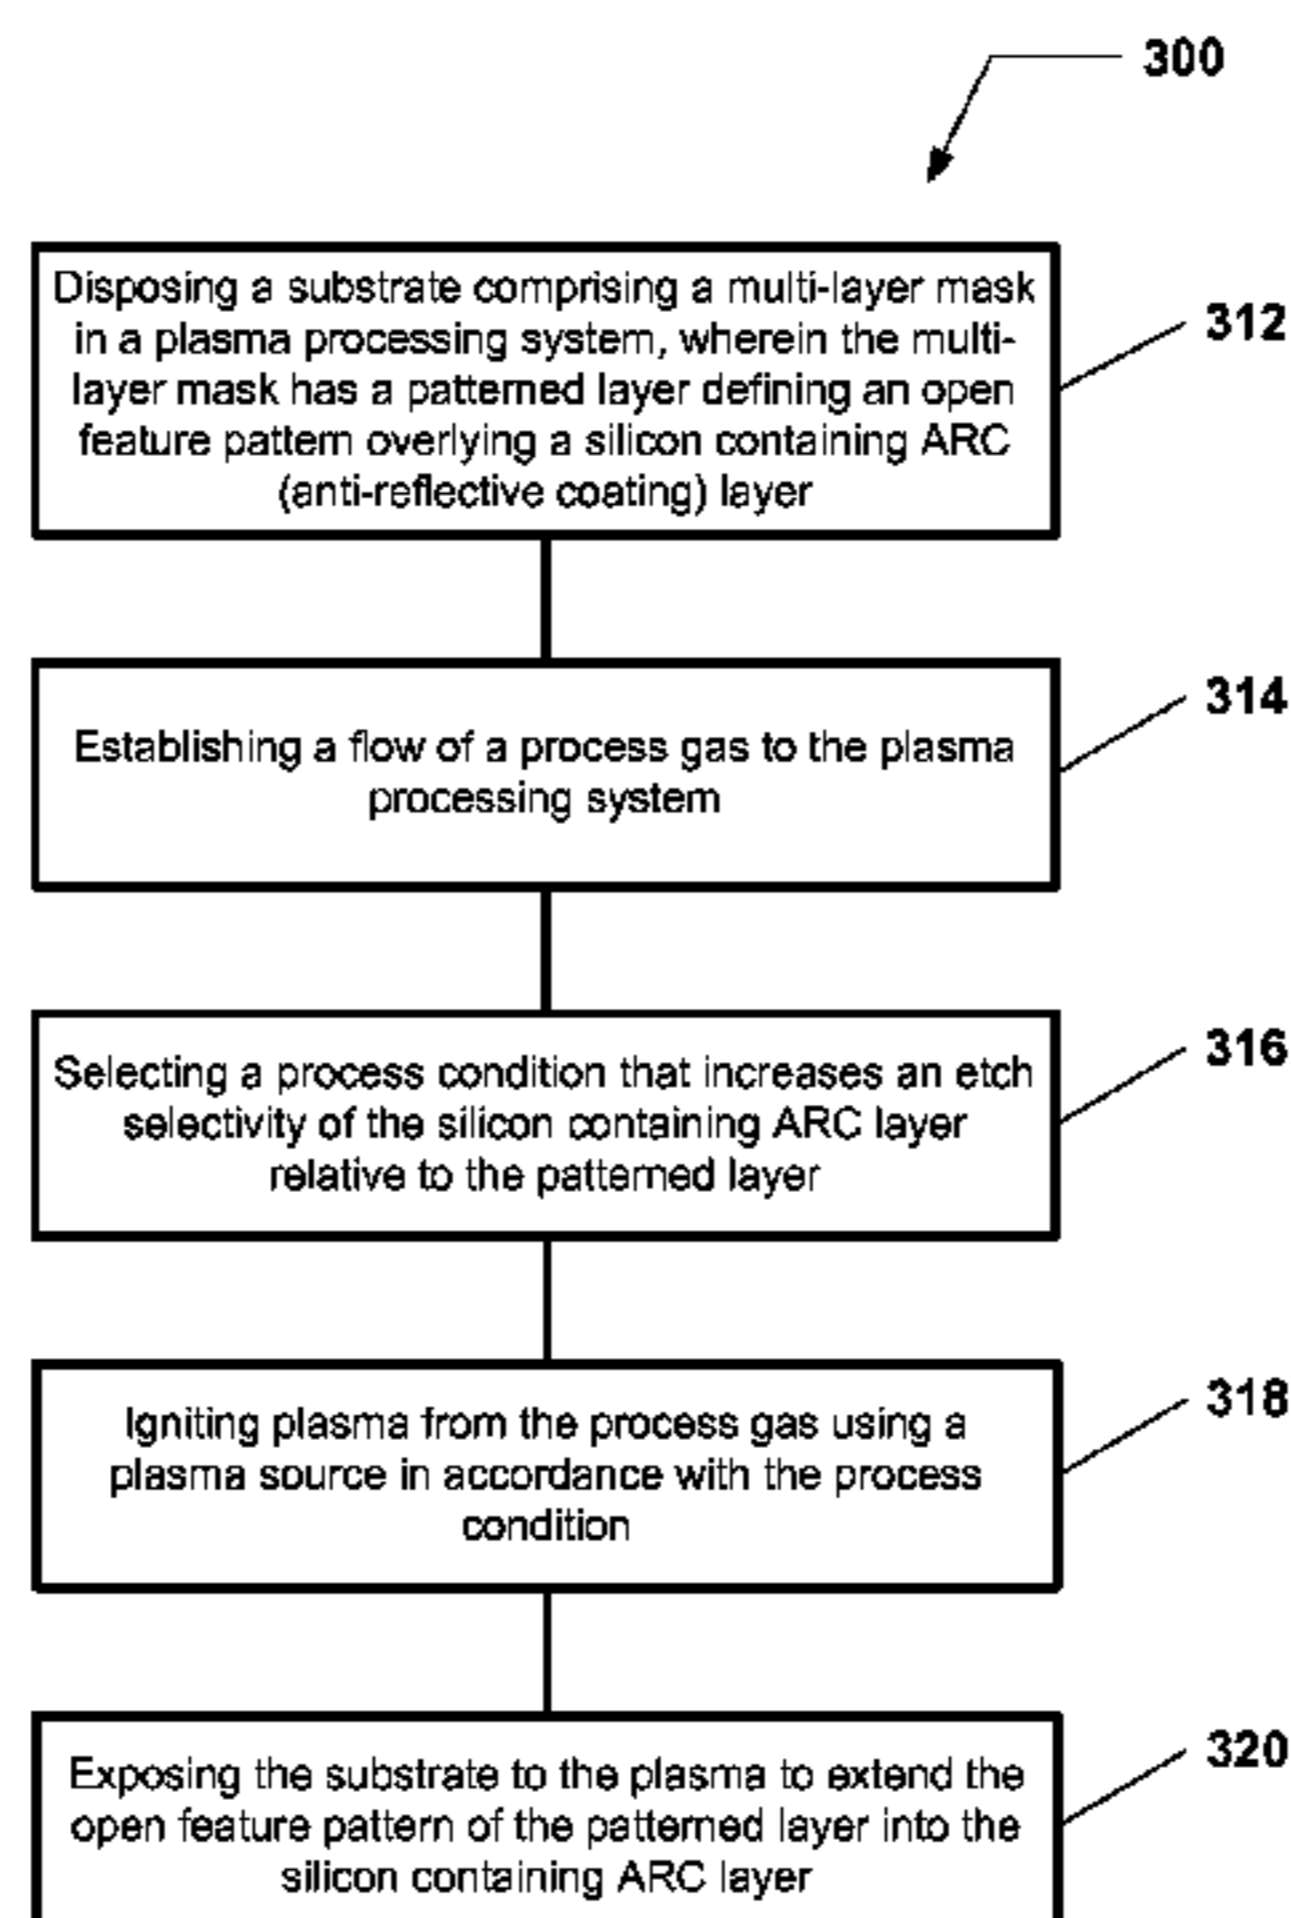 300
Disposing a substrate comprising a multi-layer mask
in a plasma processing system, wherein the multi-
layer mask has a patterned layer defining an open
feature pattern overlying a silicon containing ARC
(anti-reflective coating) layer
312
Establishing a flow of a process gas to the plasma
processing system
314
Selecting a process condition that increases an etch
selectivity of the silicon containing ARC layer
relative to the patterned layer
316
Igniting plasma from the process gas using a
plasma source in accordance with the process
condition
318
Exposing the substrate to the plasma to extend the
open feature pattern of the patterned layer into the
silicon containing ARC layer
320